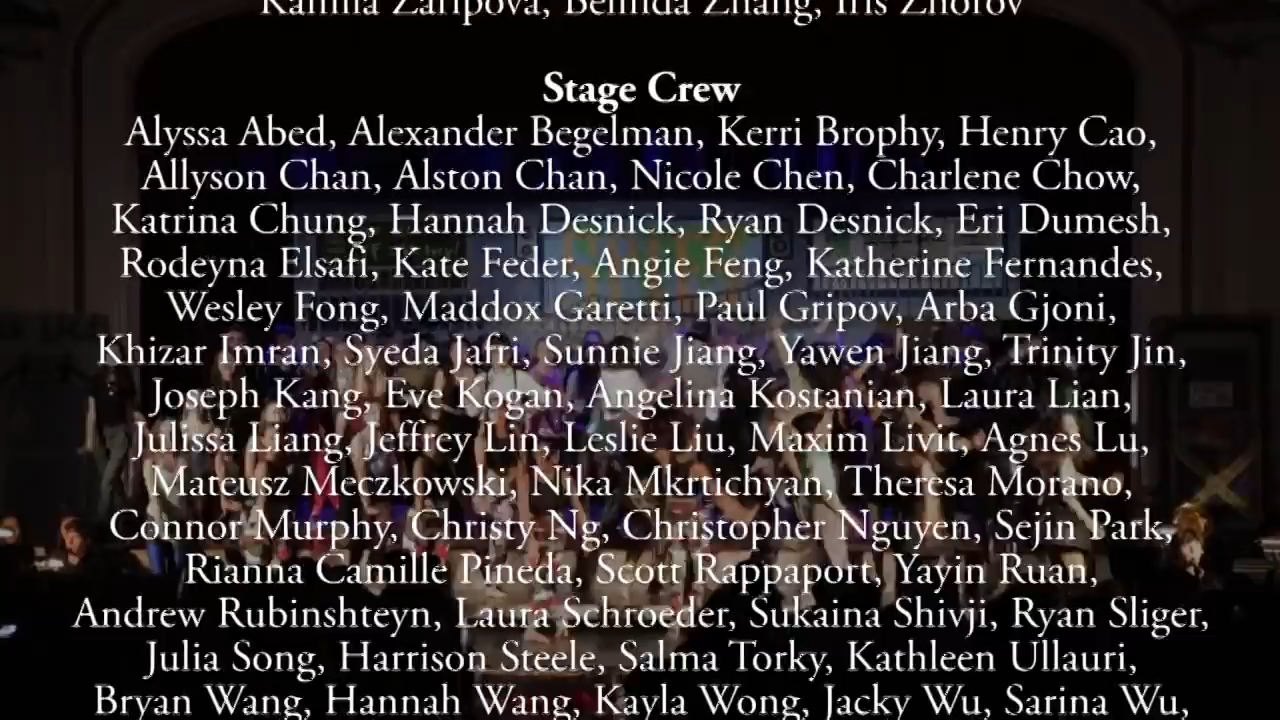 Kamila Zaripova, Belinda Zhang, Iris Zhorov
Stage Crew
Alyssa Abed, Alexander Begelman, Kerri Brophy, Henry Cao,
Allyson Chan, Alston Chan, Nicole Chen, Charlene Chow,
Katrina Chung, Hannah Desnick, Ryan Desnick, Eri Dumesh,
Rodeyna Elsafi, Kate Feder, Angie Feng, Katherine Fernandes,
Wesley Fong, Maddox Garetti, Paul Gripov, Arba Gjoni,
Khizar Imran, Syeda Jafri, Sunnie Jiang, Yawen Jiang, Trinity Jin,
Joseph Kang, Eve Kogan, Angelina Kostanian, Laura Lian,
Julissa Liang, Jeffrey Lin, Leslie Liu, Maxim Livit, Agnes Lu,
Mateusz Meczkowski, Nika Mkrtichyan, Theresa Morano,
Connor Murphy, Christy Ng, Christopher Nguyen, Sejin Park,
Rianna Camille Pineda, Scott Rappaport, Yayin Ruan,
Andrew Rubinshteyn, Laura Schroeder, Sukaina Shivji, Ryan Sliger,
Julia Song, Harrison Steele, Salma Torky, Kathleen Ullauri,
Bryan Wang, Hannah Wang, Kayla Wong, Jacky Wu, Sarina Wu,